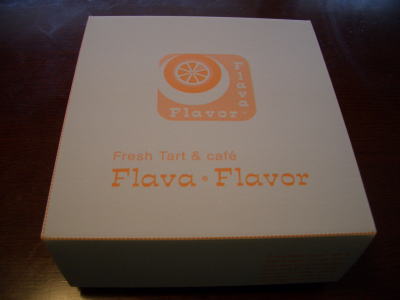 Flava
Flavor
Fresh Tart & café
Flava • Flavor